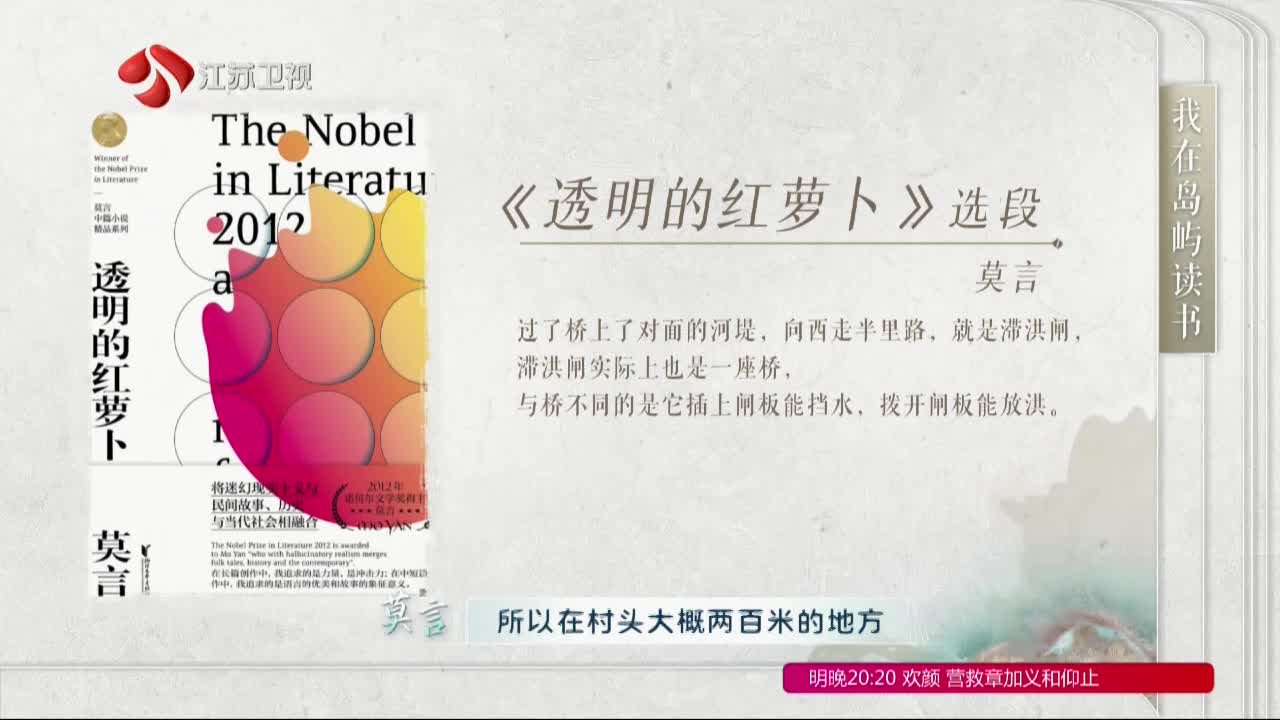 江苏卫视
我在岛屿读书
Winner of
the Nobel Prize
in Literature
莫言
中篇小说
精品系列
透明的红萝卜
莫言
The Nobel
in Literatu
2012
a
将迷幻现实主义与
民间故事、历史
与当代社会相融合
2012年
诺贝尔文学奖得主
莫言
MO YAN
The Nobel Prize in Literature 2012 is awarded
to Mo Yan "who with hallucinatory realism merges
folk tales, history and the contemporary".
在长篇创作中，我追求的是力量，是冲击力；在中短
作中，我追求的是语言的优美和故事的象征意义。
《透明的红萝卜》选段
莫言
过了桥上了对面的河堤，向西走半里路，就是滞洪闸，
滞洪闸实际上也是一座桥，
与桥不同的是它插上闸板能挡水，拨开闸板能放洪。
莫言 所以在村头大概两百米的地方
明晚20:20 欢颜 营救章加义和仰止